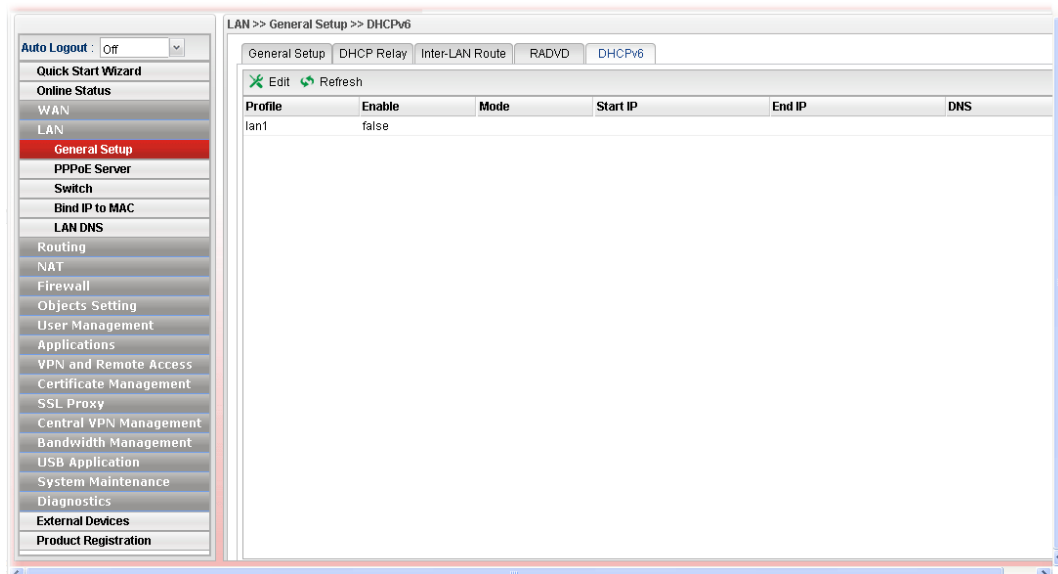 LAN >> General Setup >> DHCPv6
Auto Logout : Off
General Setup DHCP Relay Inter-LAN Route RADVD DHCPv6
Quick Start Wizard
Online Status
WAN
LAN
General Setup
PPPoE Server
Switch
Bind IP to MAC
LAN DNS
Routing
NAT
Firewall
Objects Setting
User Management
Applications
VPN and Remote Access
Certificate Management
SSL Proxy
Central VPN Management
Bandwidth Management
USB Application
System Maintenance
Diagnostics
External Devices
Product Registration
Edit Refresh
Profile Enable Mode Start IP End IP DNS
lan1 false